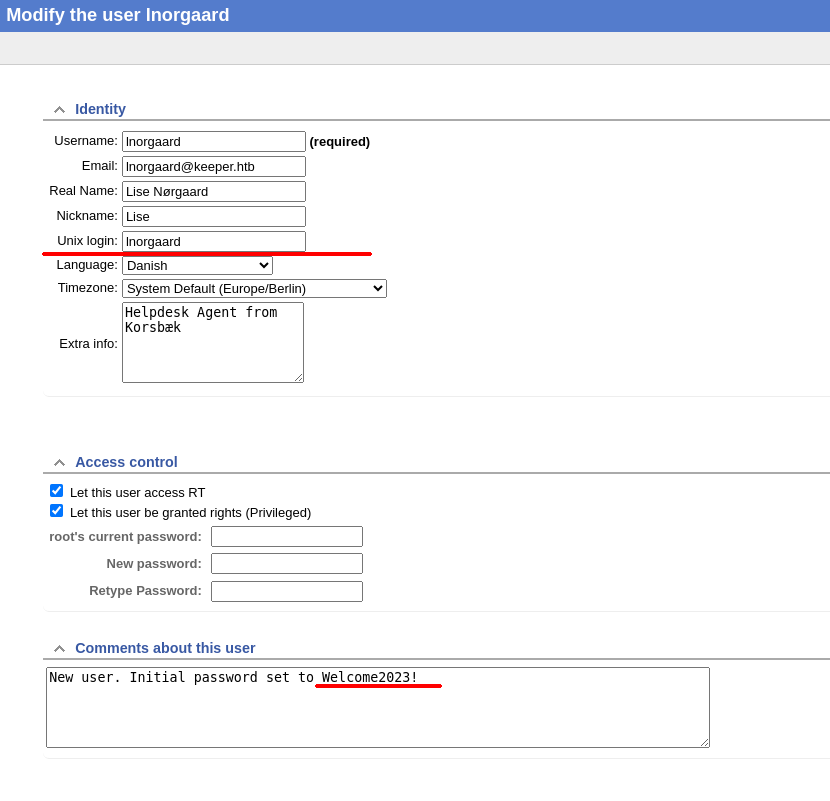 Modify the user lnorgaard
Identity
Username: lnorgaard (required)
Email: lnorgaard@keeper.htb
Real Name: Lise Nørgaard
Nickname: Lise
Unix login: lnorgaard
Language: Danish
Timezone: System Default (Europe/Berlin)
Extra info: Helpdesk Agent from
Korsbæk
Access control
Let this user access RT
Let this user be granted rights (Privileged)
root's current password:
New password:
Retype Password:
Comments about this user
New user. Initial password set to Welcome2023!